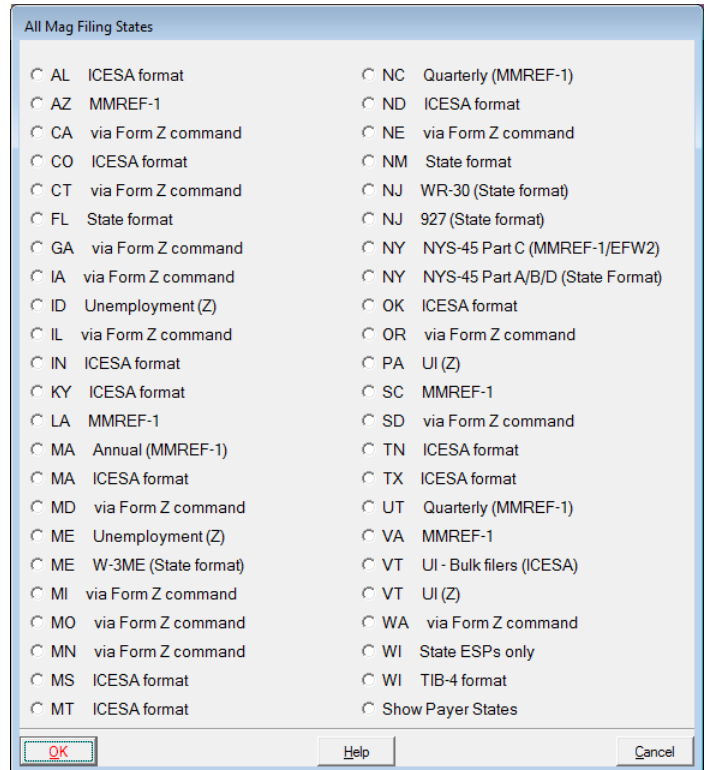 All Mag Filing States
AL ICESA format
AZ MMREF-1
CA via Form Z command
CO ICESA format
CT via Form Z command
FL State format
GA via Form Z command
IA via Form Z command
ID Unemployment (Z)
IL via Form Z command
IN ICESA format
KY ICESA format
LA MMREF-1
MA Annual (MMREF-1)
MA ICESA format
MD via Form Z command
ME Unemployment (Z)
ME W-3ME (State format)
MI via Form Z command
MO via Form Z command
MN via Form Z command
MS ICESA format
MT ICESA format
NC Quarterly (MMREF-1)
ND ICESA format
NE via Form Z command
NM State format
NJ WR-30 (State format)
NJ 927 (State format)
NY NYS-45 Part C (MMREF-1/EFW2)
NY NYS-45 Part A/B/D (State Format)
OK ICESA format
OR via Form Z command
PA UI (Z)
SC MMREF-1
SD via Form Z command
TN ICESA format
TX ICESA format
UT Quarterly (MMREF-1)
VA MMREF-1
VT UI - Bulk filers (ICESA)
VT UI (Z)
WA via Form Z command
WI State ESPs only
WI TIB-4 format
Show Payer States
OK Help Cancel